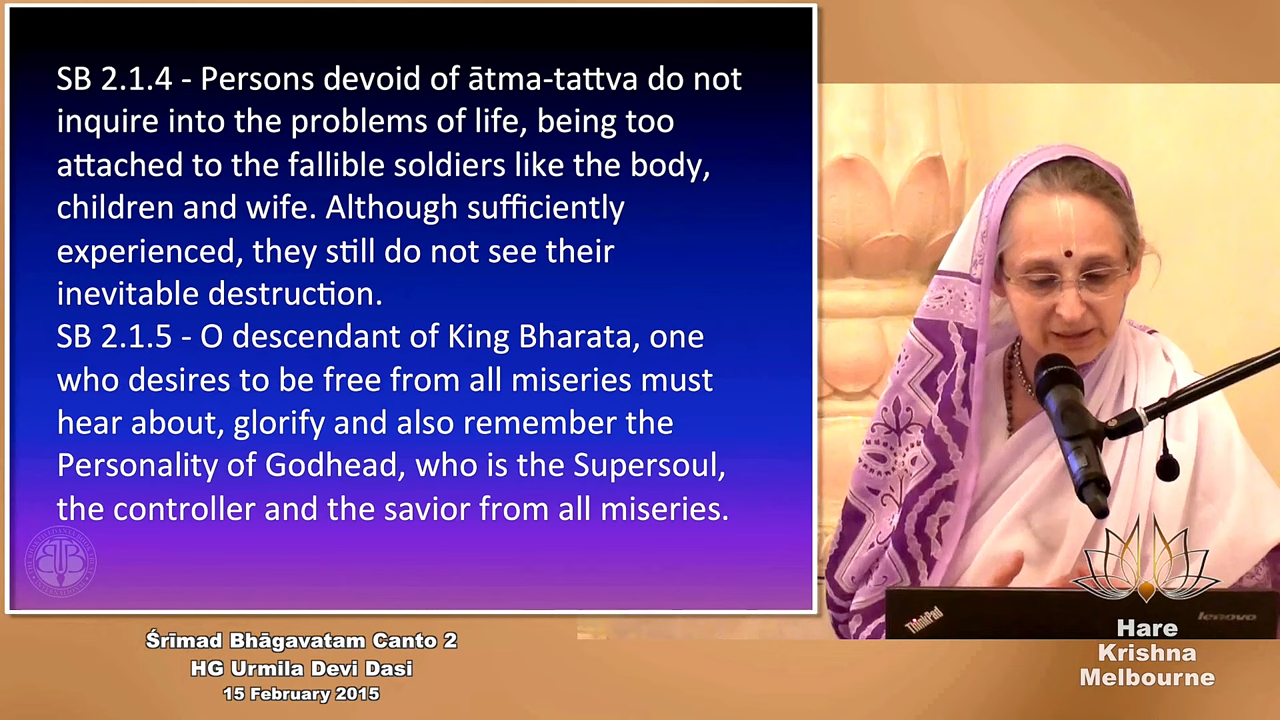 SB 2.1.4 - Persons devoid of ātma-tattva do not
inquire into the problems of life, being too
attached to the fallible soldiers like the body,
children and wife. Although sufficiently
experienced, they still do not see their
inevitable destruction.
SB 2.1.5 - O descendant of King Bharata, one
who desires to be free from all miseries must
hear about, glorify and also remember the
Personality of Godhead, who is the Supersoul,
the controller and the savior from all miseries.
Śrīmad Bhāgavatam Canto 2
HG Urmila Devi Dasi
15 February 2015
ThinkPad
lenovo
Hare
Krishna
Melbourne